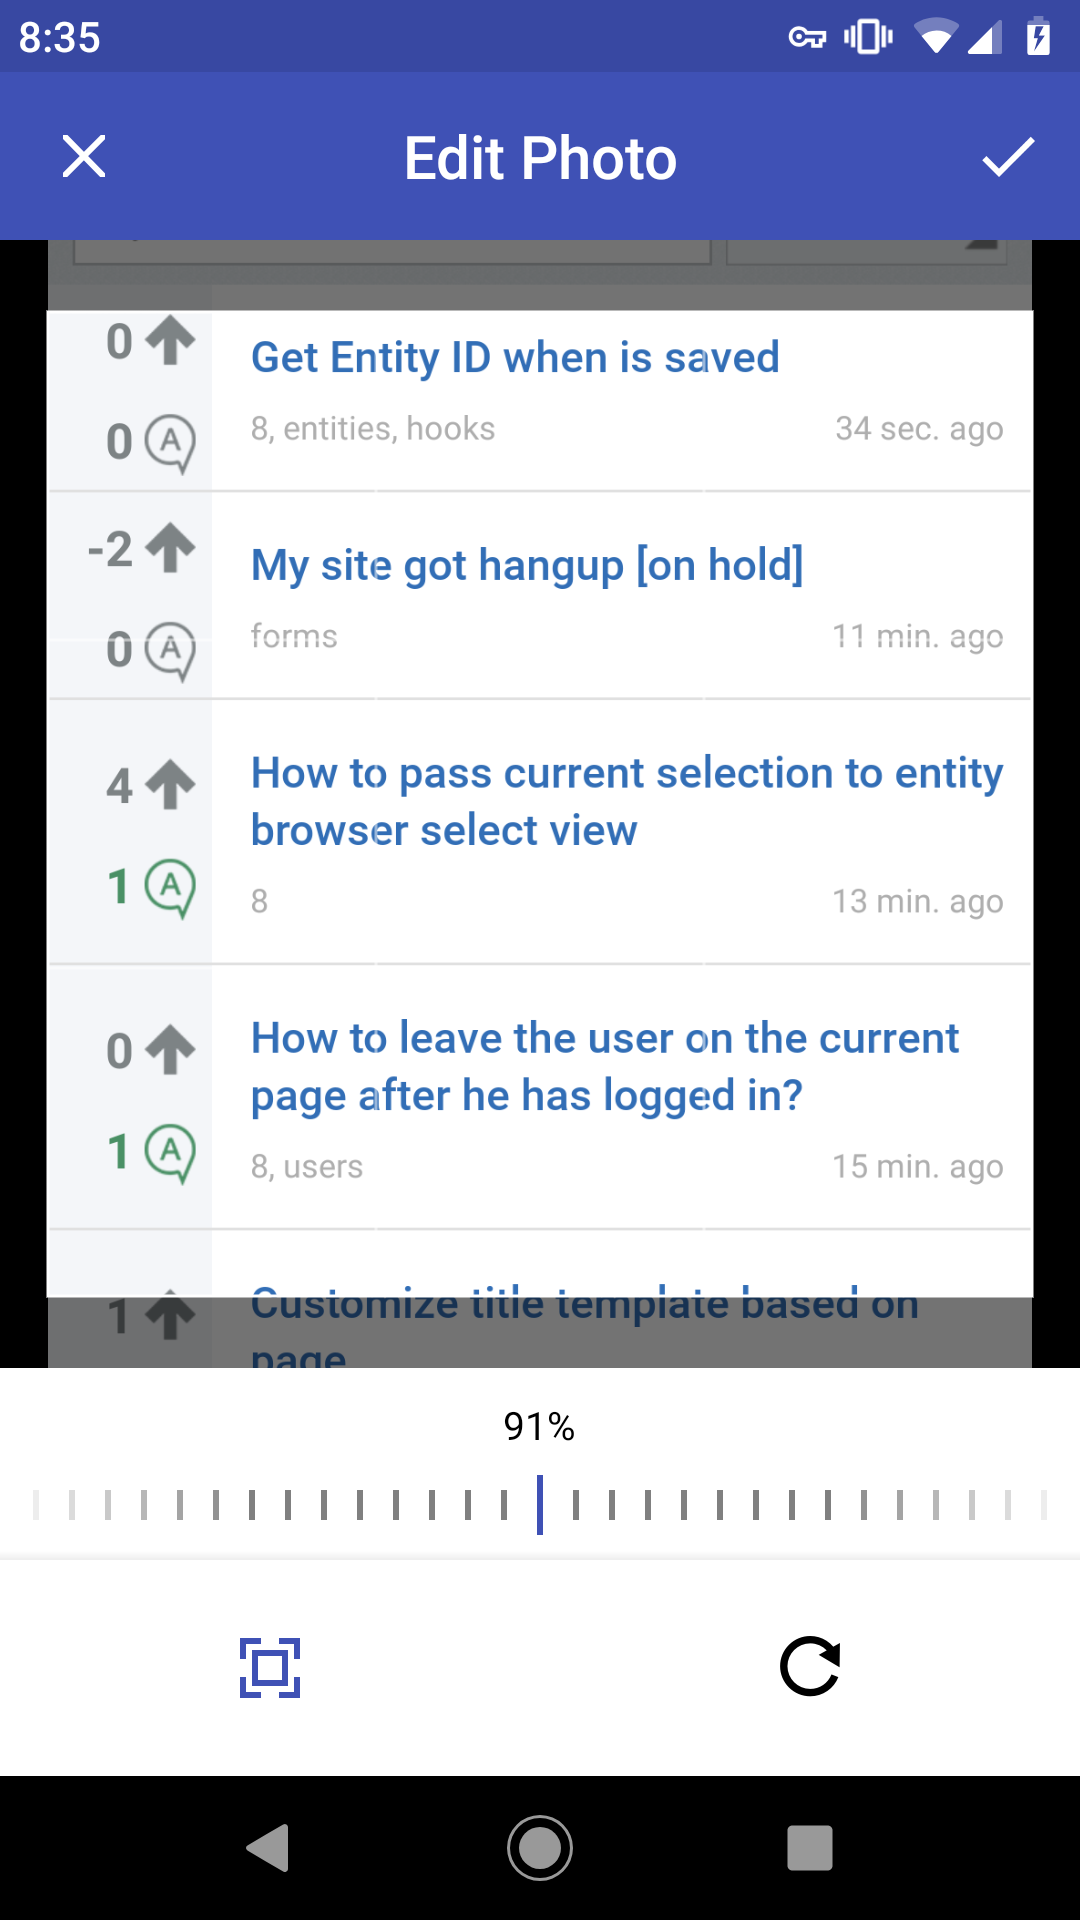 8:35
Edit Photo
0
Get Entity ID when is saved
0 A
8, entities, hooks 34 sec. ago
-2
My site got hangup [on hold]
0 A
forms 11 min. ago
4
How to pass current selection to entity
browser select view
1 A
8 13 min. ago
0
How to leave the user on the current
page after he has logged in?
1 A
8, users 15 min. ago
1
Customize title template based on
page
91%